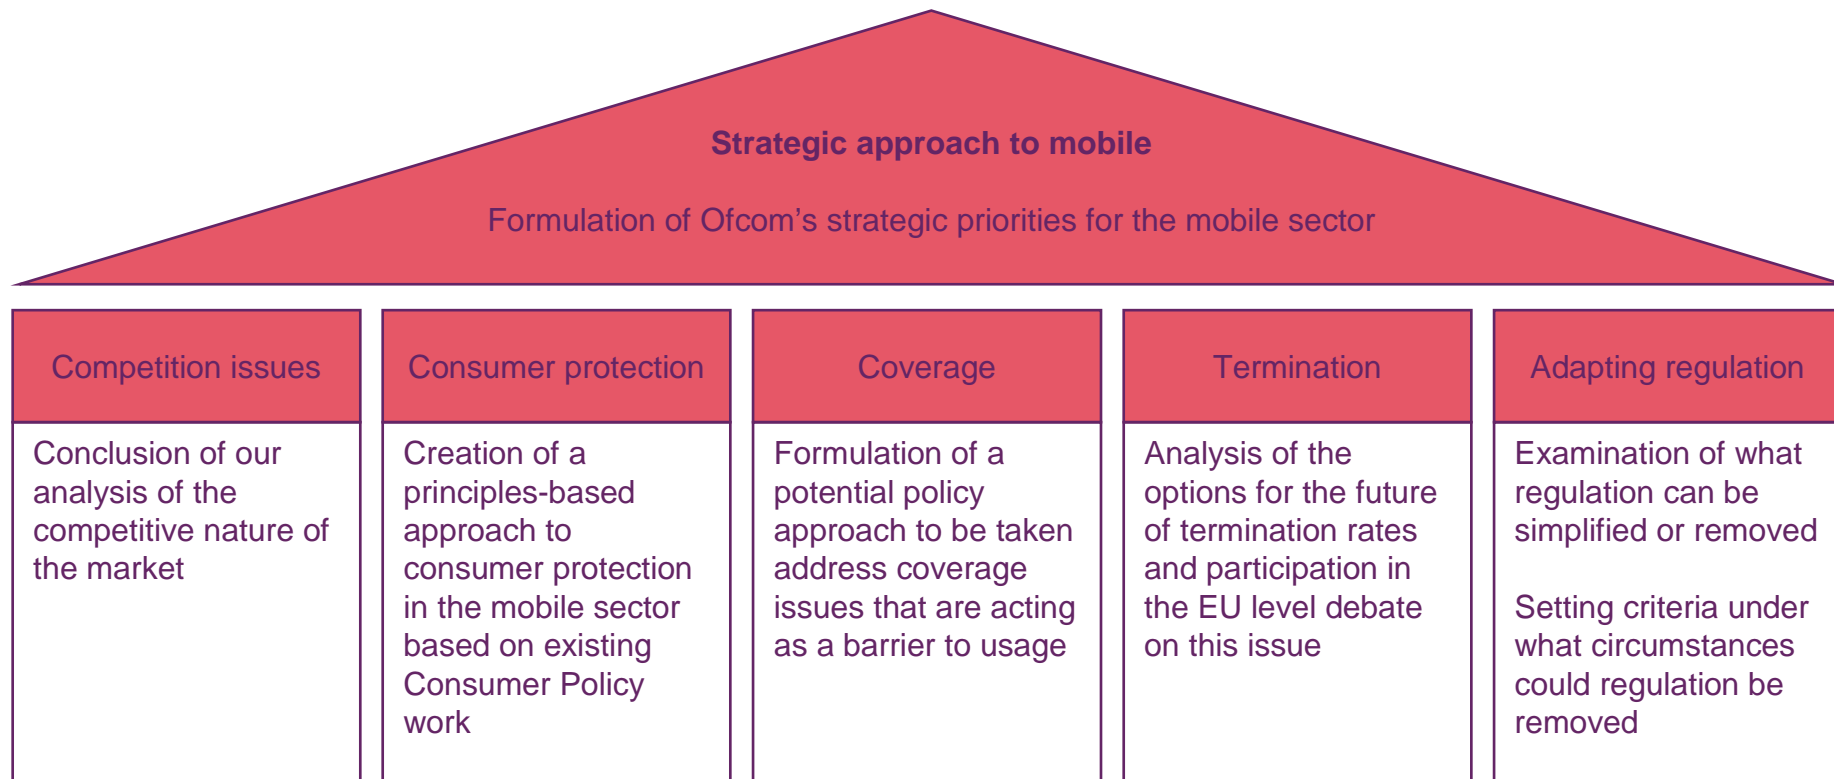 Strategic approach to mobile
Formulation of Ofcom's strategic priorities for the mobile sector
Competition issues
Conclusion of our
analysis of the
competitive nature of
the market
Consumer protection
Creation of a
principles-based
approach to
consumer protection
in the mobile sector
based on existing
Consumer Policy
work
Coverage
Formulation of a
potential policy
approach to be taken
address coverage
issues that are acting
as a barrier to usage
Termination
Analysis of the
options for the future
of termination rates
and participation in
the EU level debate
on this issue
Adapting regulation
Examination of what
regulation can be
simplified or removed
Setting criteria under
what circumstances
could regulation be
removed